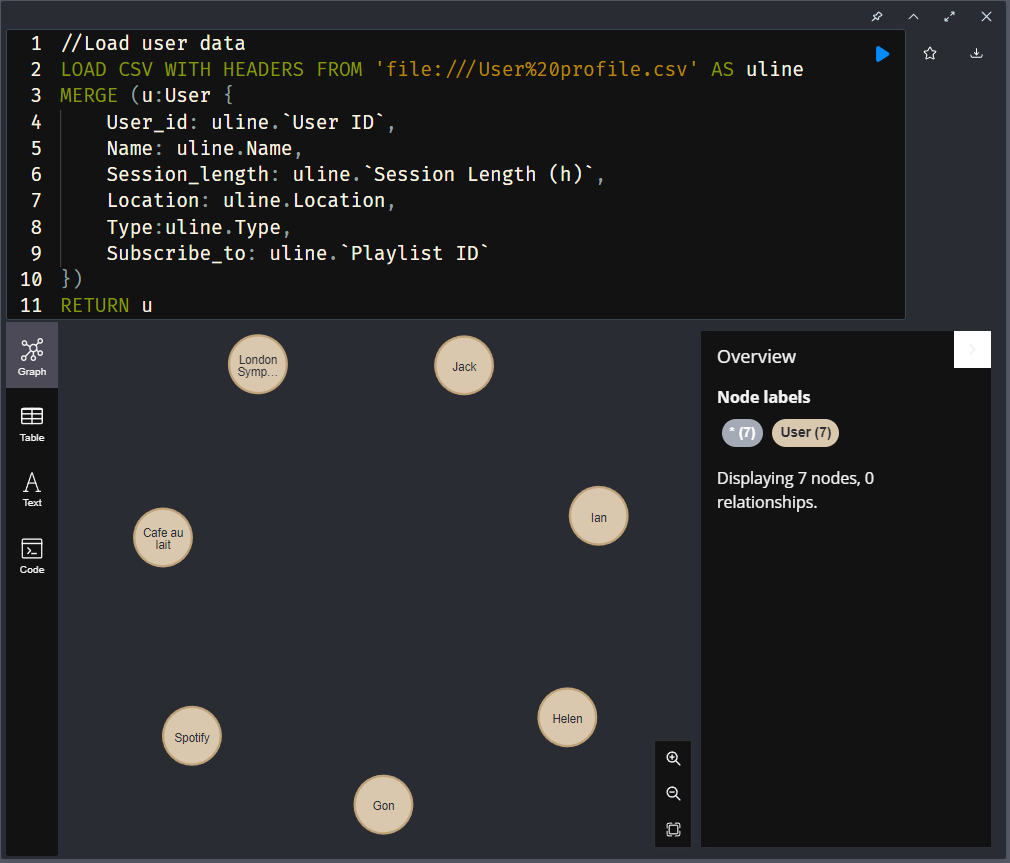 1 //Load user data
2 LOAD CSV WITH HEADERS FROM 'file:///User%20profile.csv' AS uline
3 MERGE (u:User {
4 User_id: uline.`User ID`,
5 Name: uline.Name,
6 Session_length: uline.`Session Length (h)`,
7 Location: uline.Location,
8 Type:uline.Type,
9 Subscribe_to: uline.`Playlist ID`
10 })
11 RETURN u
Graph
Table
Text
Code
London
Symp...
Jack
Cafe au
lait
Ian
Spotify
Helen
Gon
Overview
Node labels
* (7) User (7)
Displaying 7 nodes, 0
relationships.